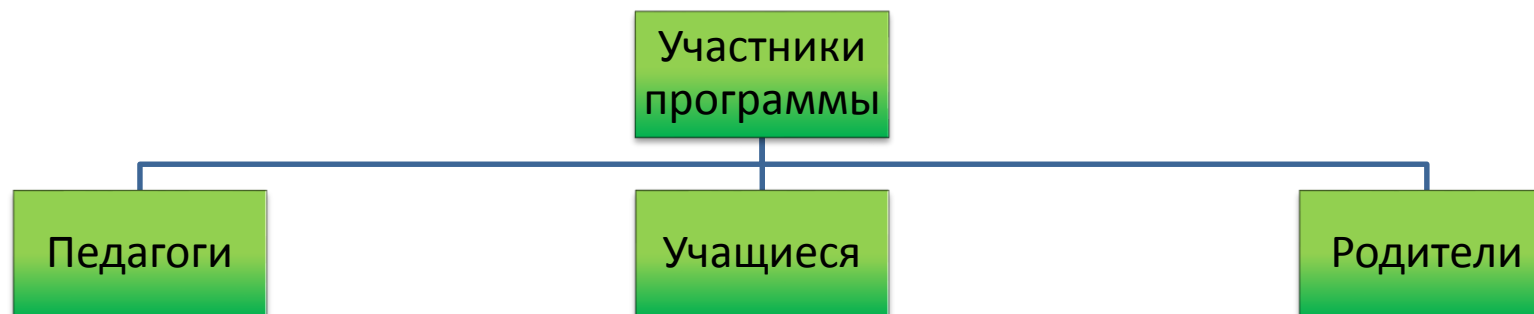 Участники
программы
Педагоги
Учащиеся
Родители